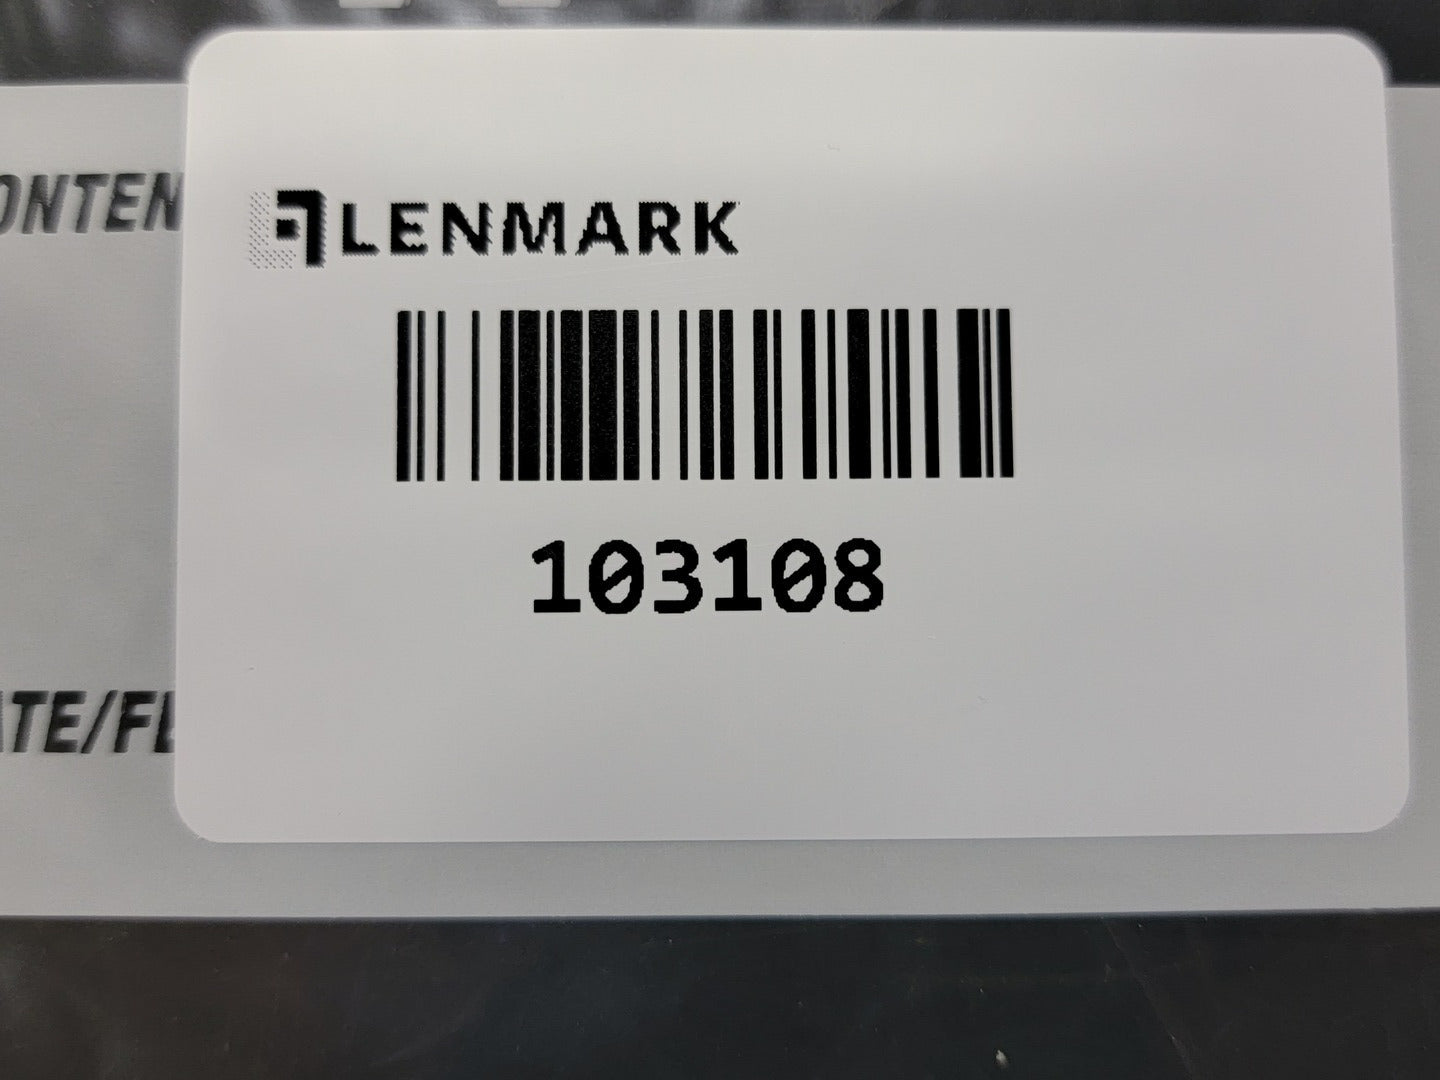 ONTEN
LENMARK
103108
ATE/FL